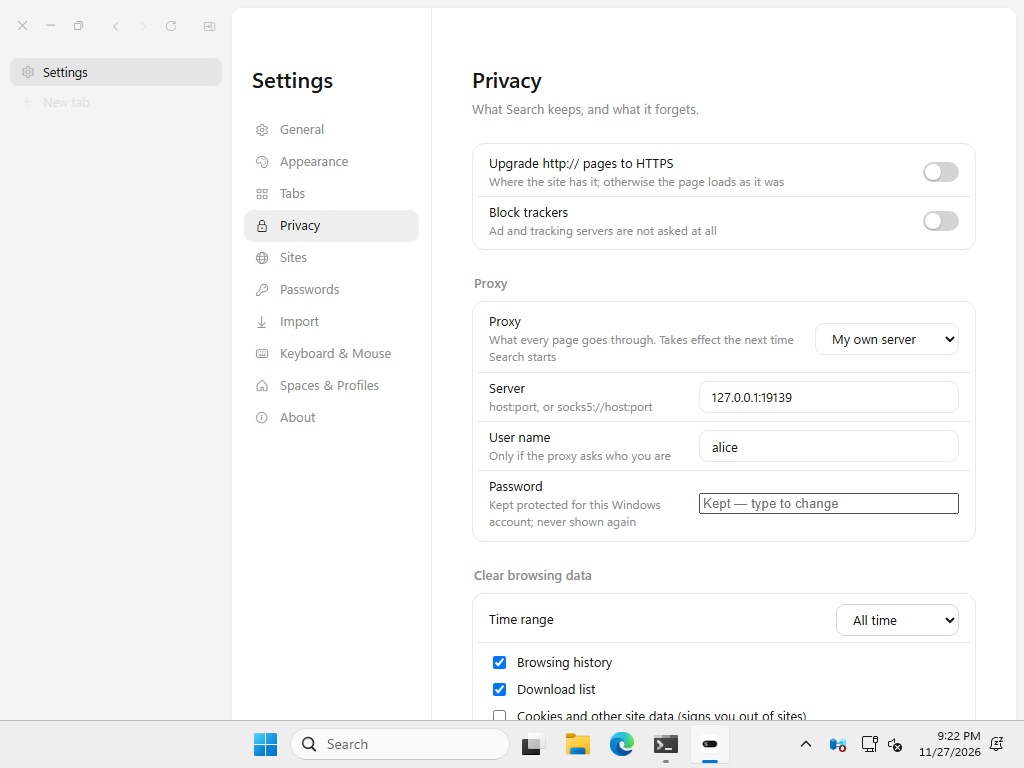 Settings
New tab
Settings
General
Appearance
Tabs
Privacy
Sites
Passwords
Import
Keyboard & Mouse
Spaces & Profiles
About
Privacy
What Search keeps, and what it forgets.
Upgrade http:// pages to HTTPS
Where the site has it; otherwise the page loads as it was
Block trackers
Ad and tracking servers are not asked at all
Proxy
Proxy
What every page goes through. Takes effect the next time
Search starts
My own server
Server
host:port, or socks5://host:port
127.0.0.1:19139
User name
Only if the proxy asks who you are
alice
Password
Kept protected for this Windows
account; never shown again
Kept — type to change
Clear browsing data
Time range
All time
Browsing history
Download list
Cookies and other site data (signs you out of sites)
Search
9:22 PM
11/27/2026